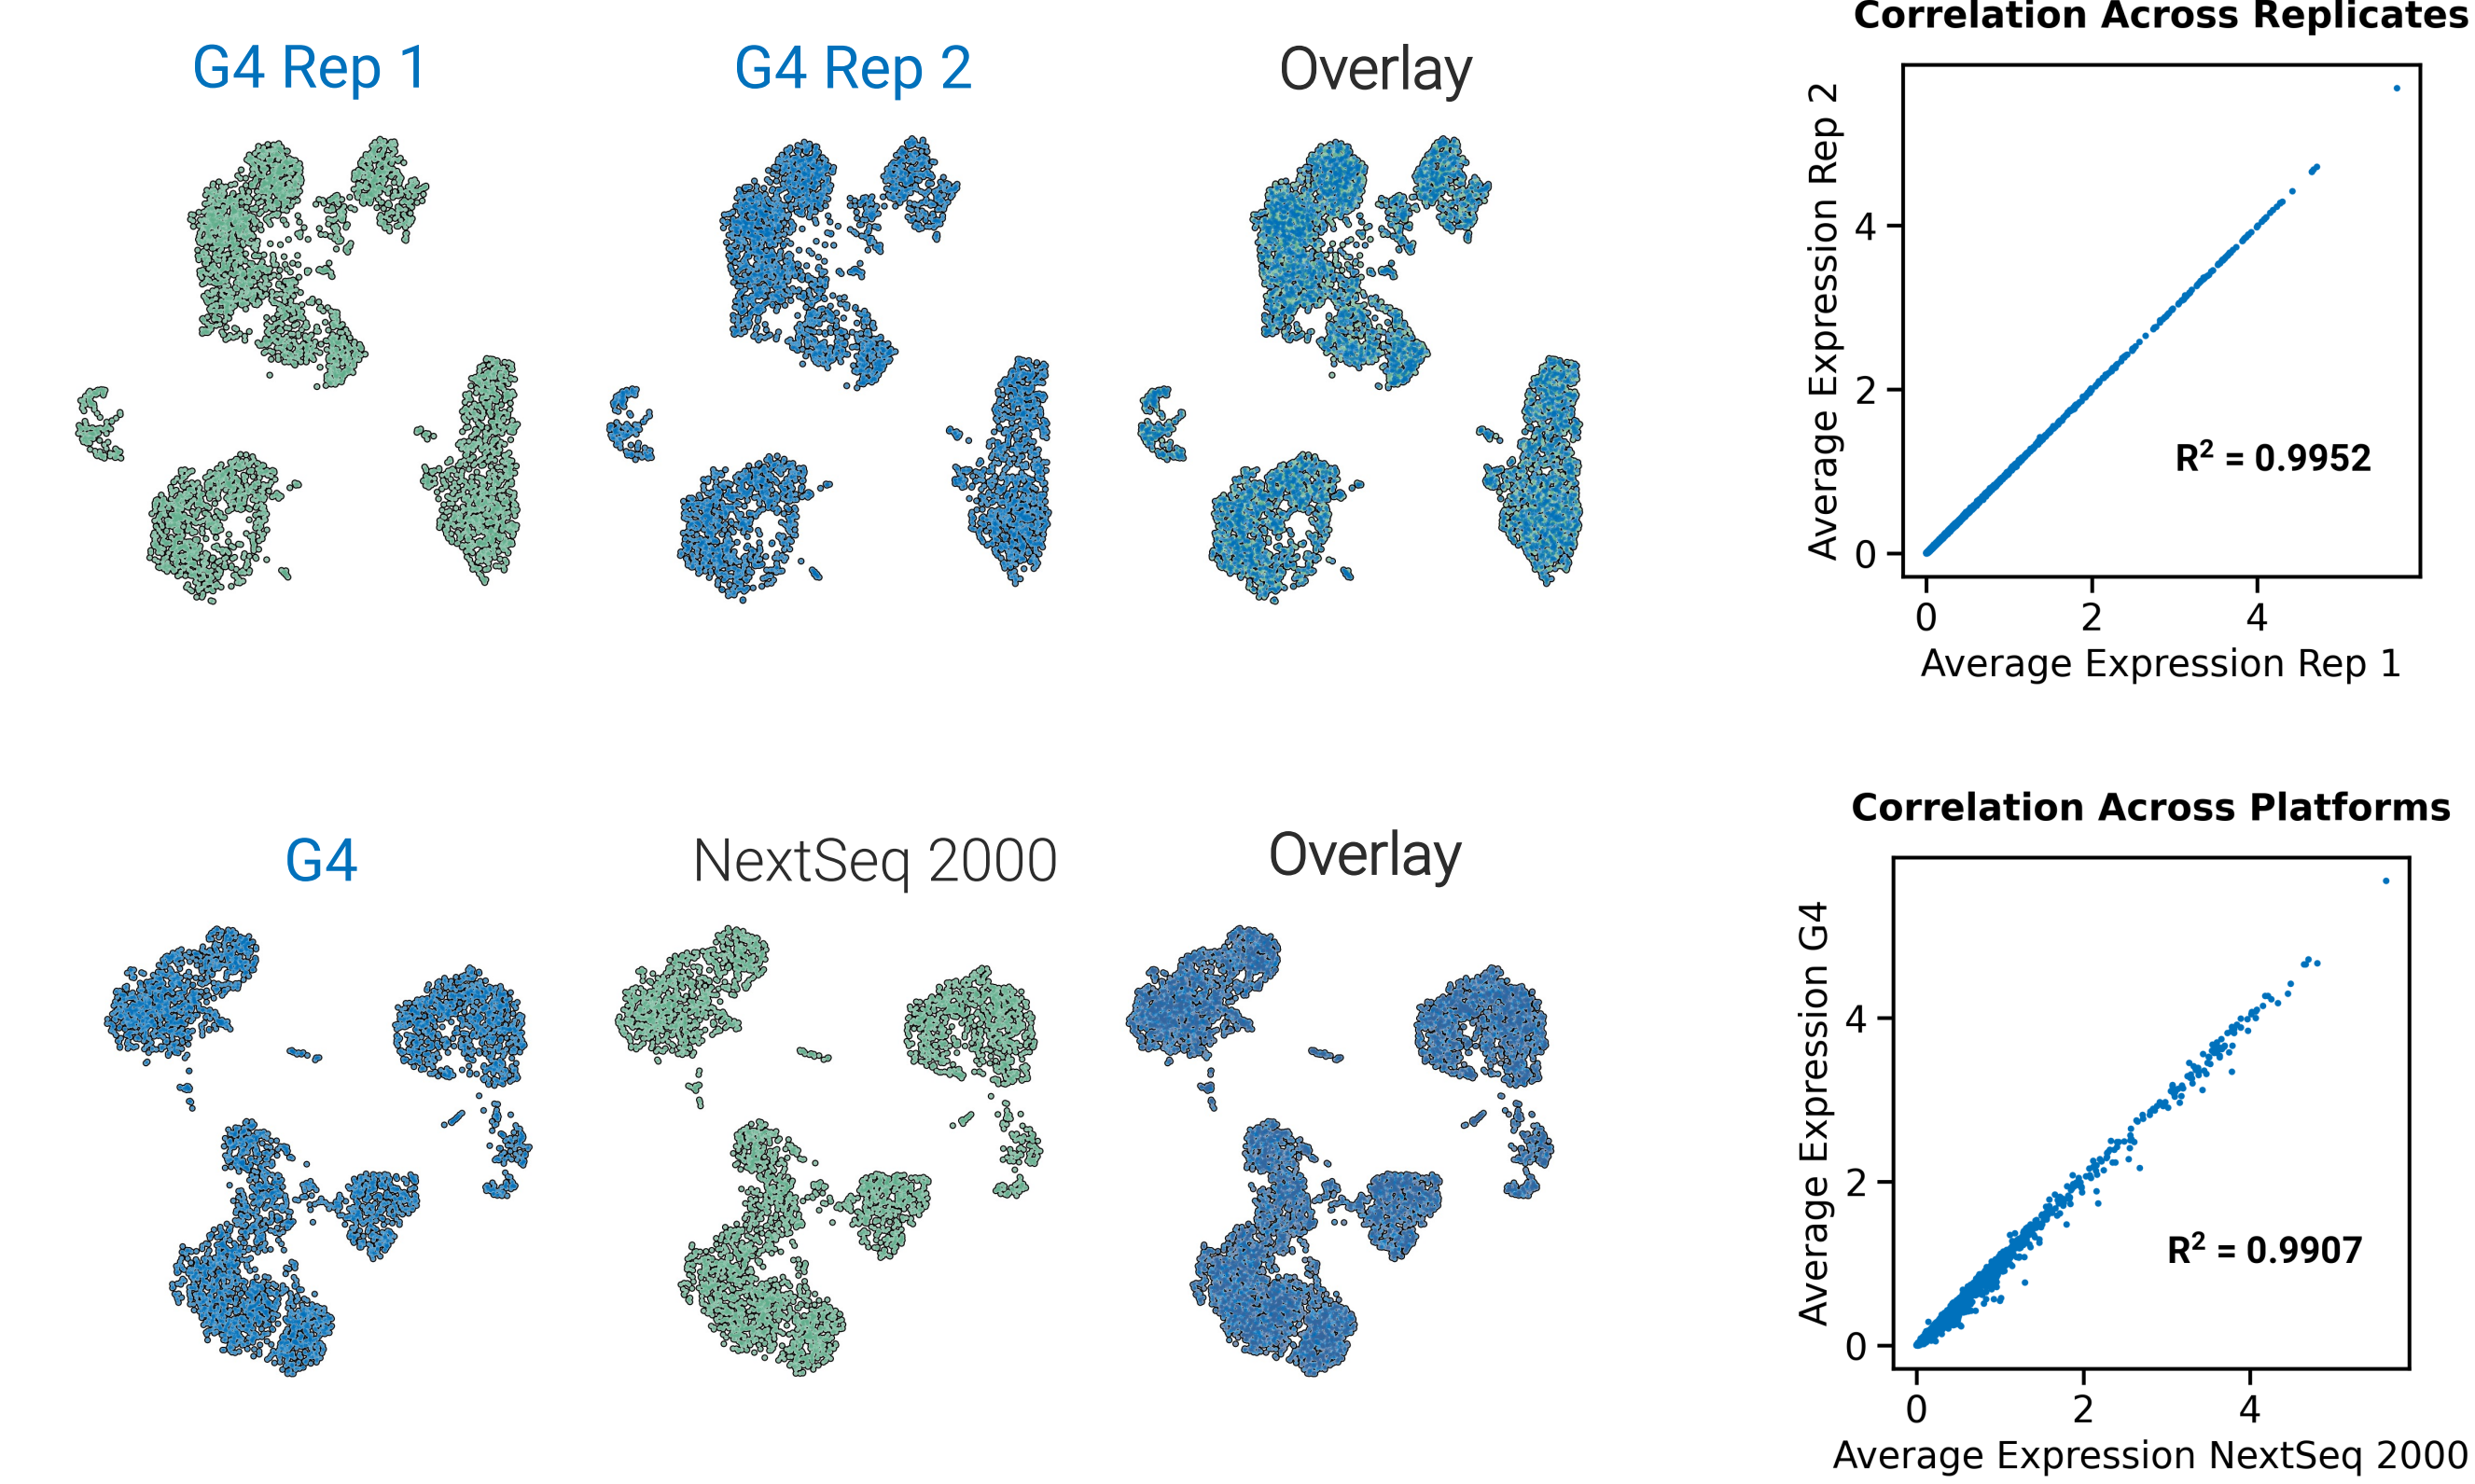 G4 Rep 1
G4 Rep 2
Overlay
Correlation Across Replicates
Average Expression Rep 2
4
2
0
R² = 0.9952
0 2 4
Average Expression Rep 1
G4
NextSeq 2000
Overlay
Correlation Across Platforms
Average Expression G4
4
2
0
R² = 0.9907
0 2 4
Average Expression NextSeq 2000